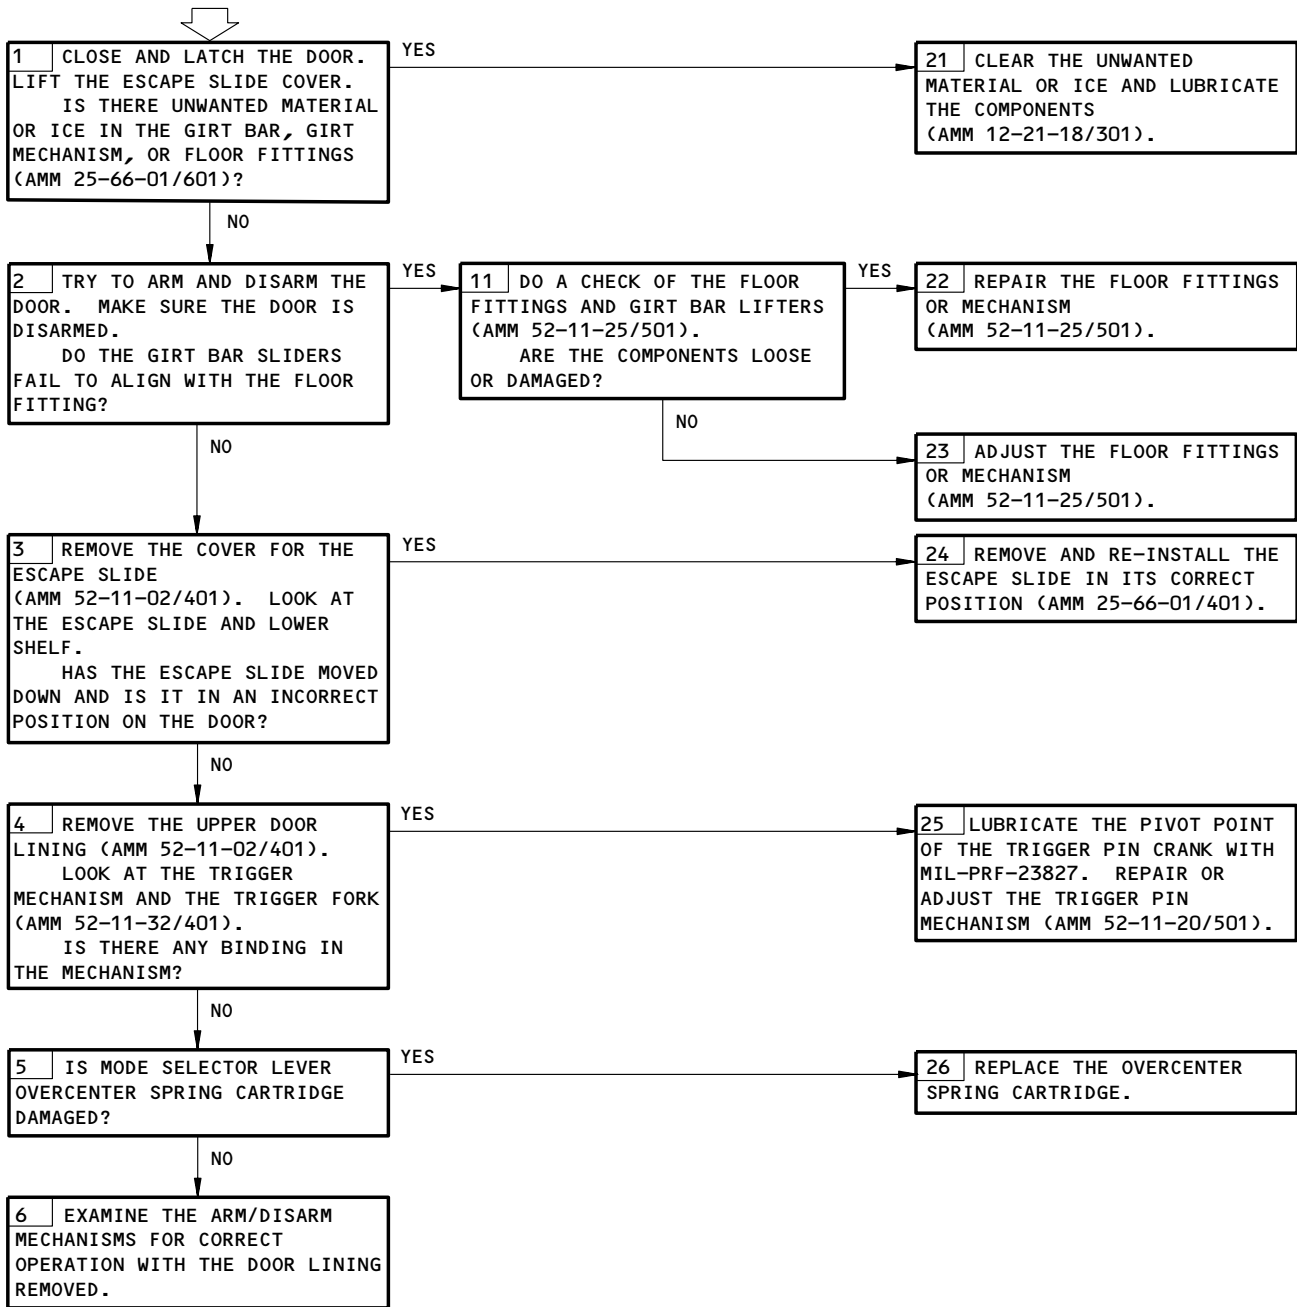 1 CLOSE AND LATCH THE DOOR.
LIFT THE ESCAPE SLIDE COVER.
IS THERE UNWANTED MATERIAL
OR ICE IN THE GIRT BAR, GIRT
MECHANISM, OR FLOOR FITTINGS
(AMM 25-66-01/601)?
YES
21 CLEAR THE UNWANTED
MATERIAL OR ICE AND LUBRICATE
THE COMPONENTS
(AMM 12-21-18/301).
NO
2 TRY TO ARM AND DISARM THE
DOOR. MAKE SURE THE DOOR IS
DISARMED.
DO THE GIRT BAR SLIDERS
FAIL TO ALIGN WITH THE FLOOR
FITTING?
YES
11 DO A CHECK OF THE FLOOR
FITTINGS AND GIRT BAR LIFTERS
(AMM 52-11-25/501).
ARE THE COMPONENTS LOOSE
OR DAMAGED?
YES
22 REPAIR THE FLOOR FITTINGS
OR MECHANISM
(AMM 52-11-25/501).
NO
23 ADJUST THE FLOOR FITTINGS
OR MECHANISM
(AMM 52-11-25/501).
NO
3 REMOVE THE COVER FOR THE
ESCAPE SLIDE
(AMM 52-11-02/401). LOOK AT
THE ESCAPE SLIDE AND LOWER
SHELF.
HAS THE ESCAPE SLIDE MOVED
DOWN AND IS IT IN AN INCORRECT
POSITION ON THE DOOR?
YES
24 REMOVE AND RE-INSTALL THE
ESCAPE SLIDE IN ITS CORRECT
POSITION (AMM 25-66-01/401).
NO
4 REMOVE THE UPPER DOOR
LINING (AMM 52-11-02/401).
LOOK AT THE TRIGGER
MECHANISM AND THE TRIGGER FORK
(AMM 52-11-32/401).
IS THERE ANY BINDING IN
THE MECHANISM?
YES
25 LUBRICATE THE PIVOT POINT
OF THE TRIGGER PIN CRANK WITH
MIL-PRF-23827. REPAIR OR
ADJUST THE TRIGGER PIN
MECHANISM (AMM 52-11-20/501).
NO
5 IS MODE SELECTOR LEVER
OVERCENTER SPRING CARTRIDGE
DAMAGED?
YES
26 REPLACE THE OVERCENTER
SPRING CARTRIDGE.
NO
6 EXAMINE THE ARM/DISARM
MECHANISMS FOR CORRECT
OPERATION WITH THE DOOR LINING
REMOVED.